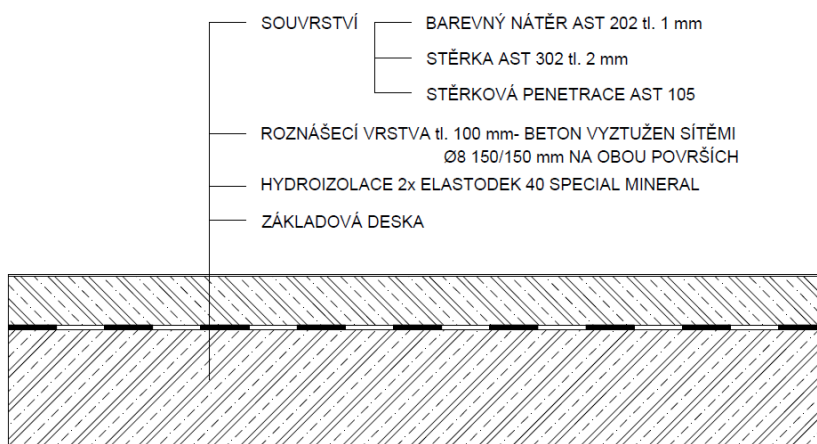 SOUVRSTVÍ
BAREVNÝ NÁTĚR AST 202 tl. 1 mm
STĚRKA AST 302 tl. 2 mm
STĚRKOVÁ PENETRACE AST 105
ROZNÁŠECÍ VRSTVA tl. 100 mm- BETON VYZTUŽEN SÍTĚMI
Ø8 150/150 mm NA OBOU POVRŠÍCH
HYDROIZOLACE 2x ELASTODEK 40 SPECIAL MINERAL
ZÁKLADOVÁ DESKA